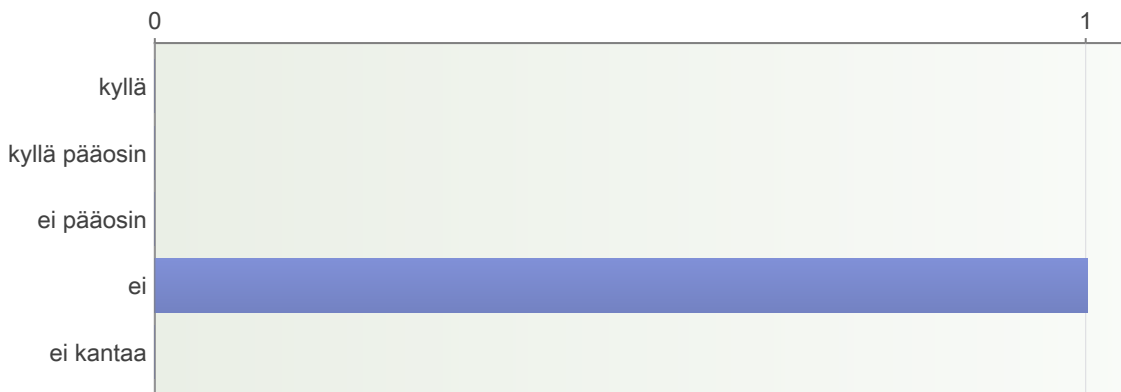 0 1
kyllä
kyllä pääosin
ei pääosin
ei
ei kantaa